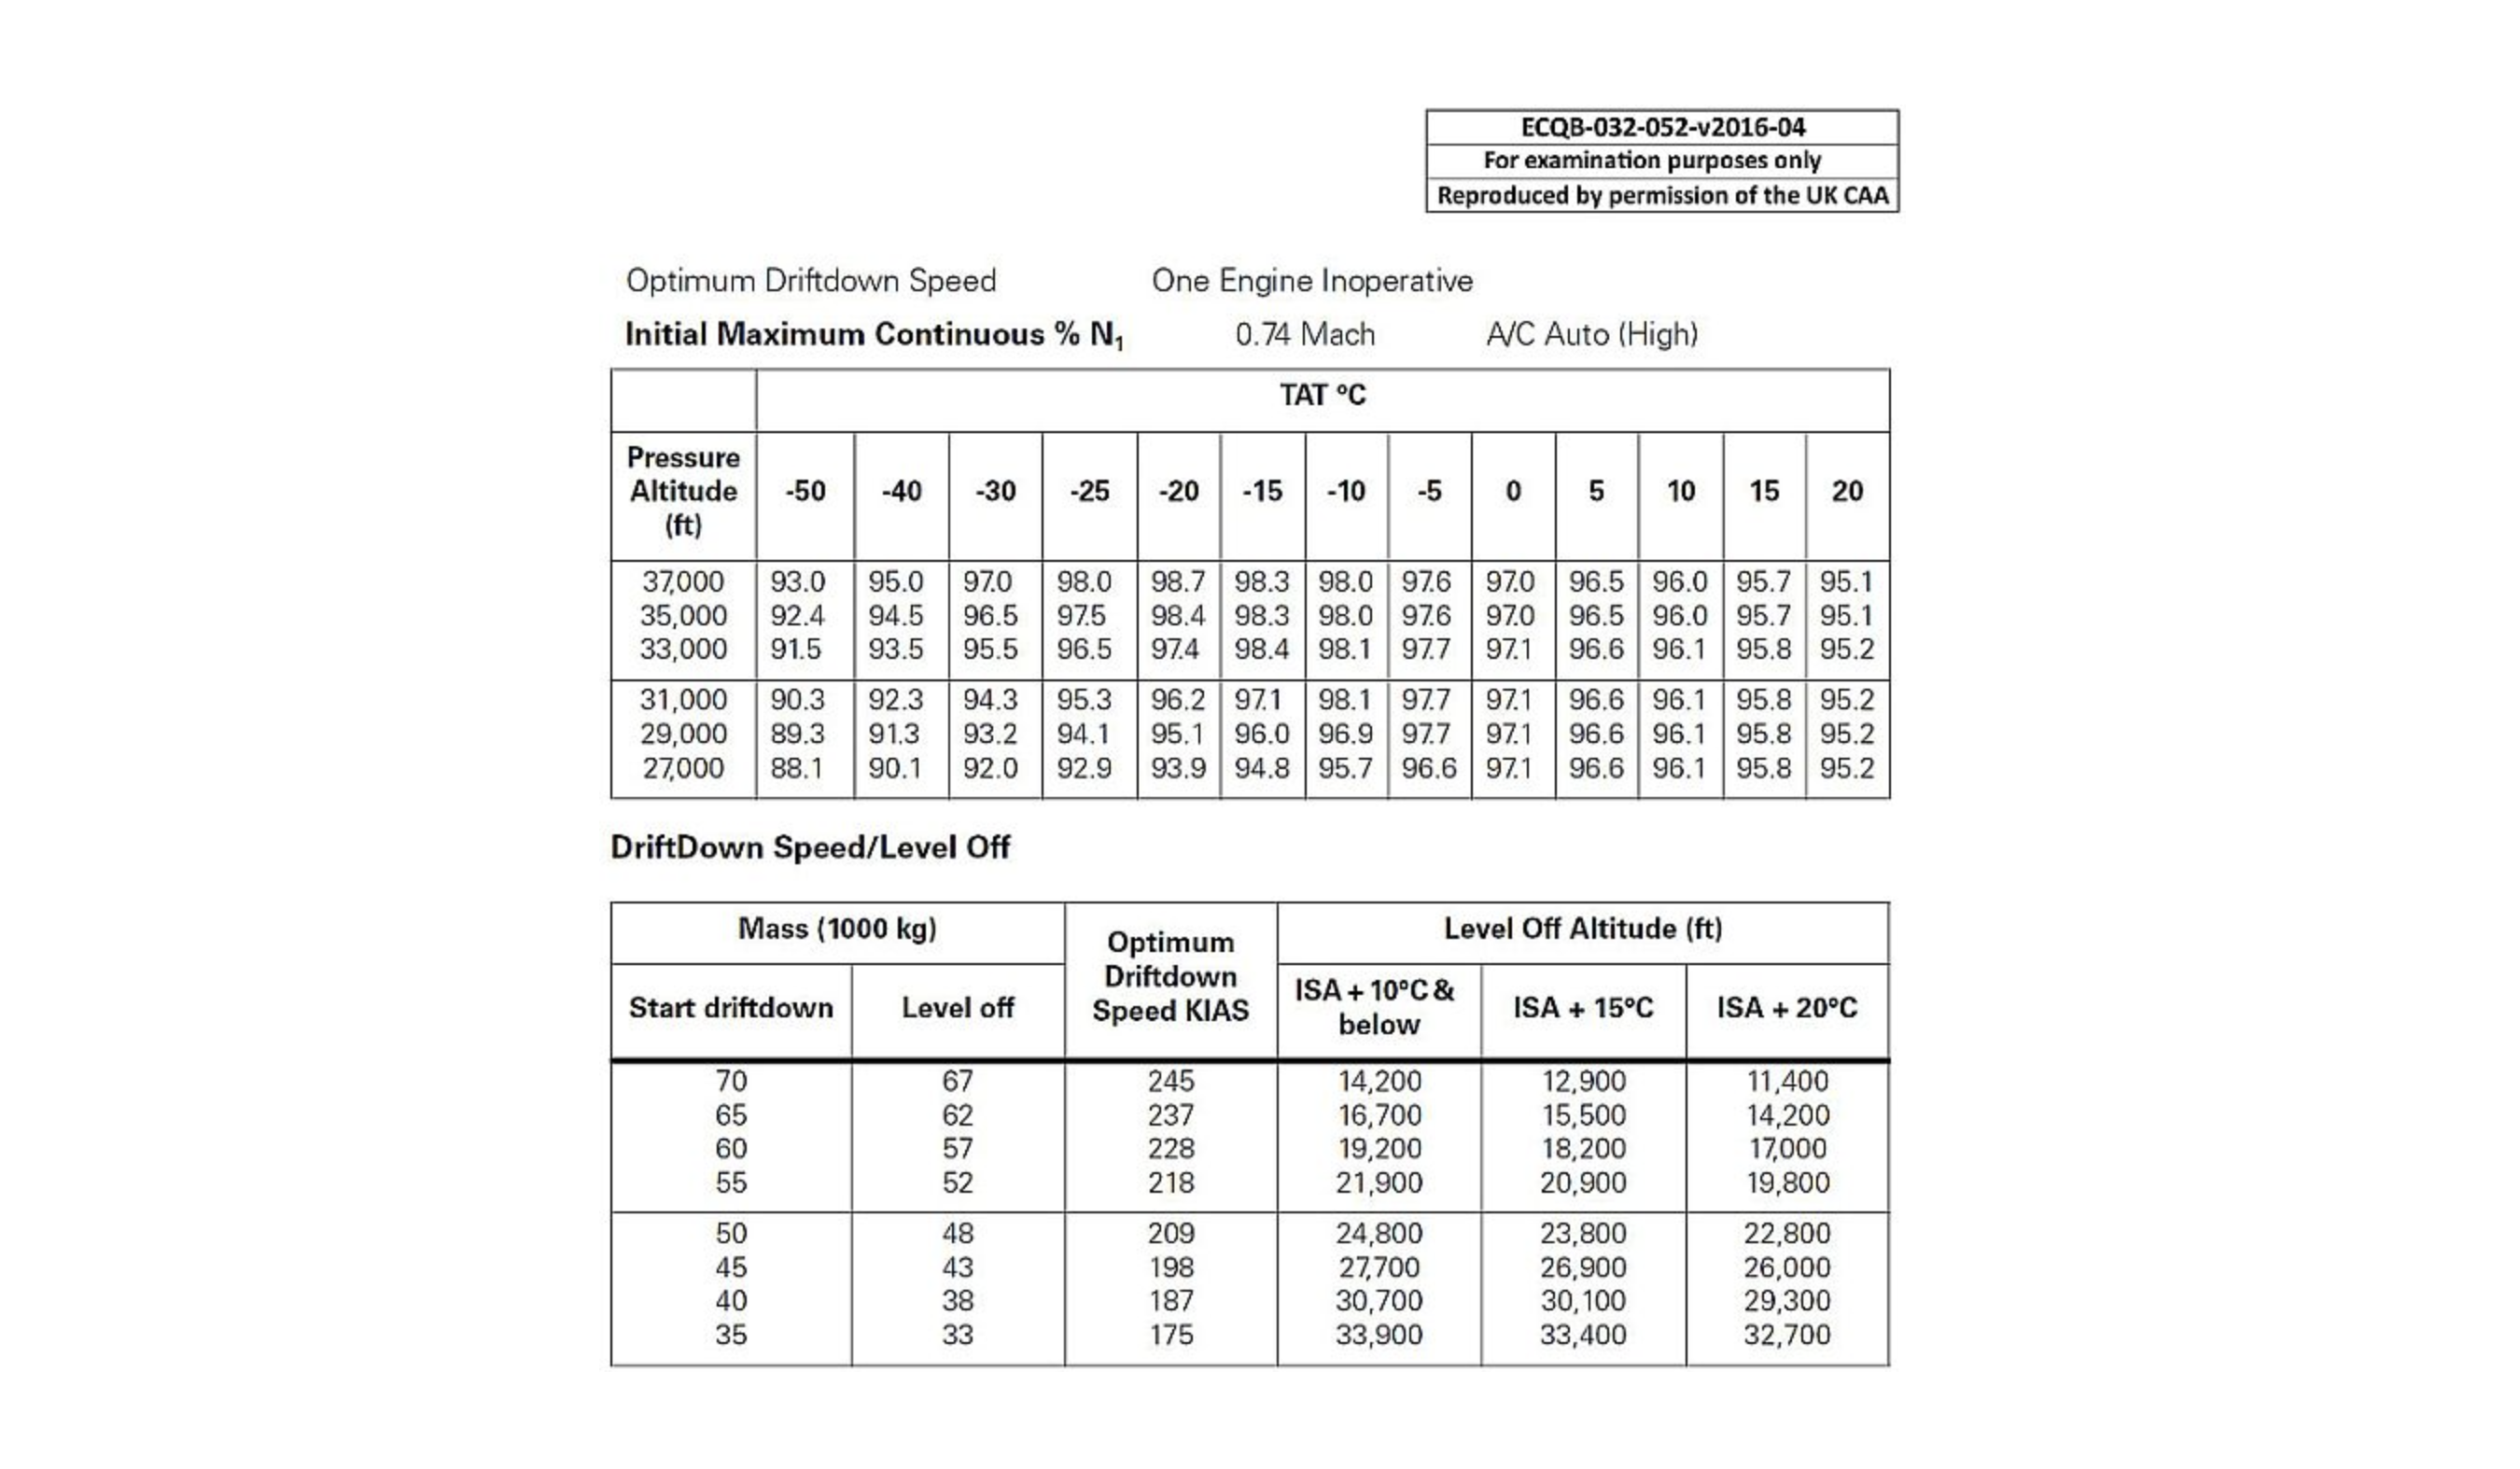 ECQB-032-052-v2016-04
For examination purposes only
Reproduced by permission of the UK CAA
Optimum Driftdown Speed One Engine Inoperative
Initial Maximum Continuous % N1 0.74 Mach A/C Auto (High)
TAT °C
Pressure Altitude (ft) -50 -40 -30 -25 -20 -15 -10 -5 0 5 10 15 20
37,000 93.0 95.0 97.0 98.0 98.7 98.3 98.0 97.6 97.0 96.5 96.0 95.7 95.1
35,000 92.4 94.5 96.5 97.5 98.4 98.3 98.0 97.6 97.0 96.5 96.0 95.7 95.1
33,000 91.5 93.5 95.5 96.5 97.4 98.4 98.1 97.7 97.1 96.6 96.1 95.8 95.2
31,000 90.3 92.3 94.3 95.3 96.2 97.1 98.1 97.7 97.1 96.6 96.1 95.8 95.2
29,000 89.3 91.3 93.2 94.1 95.1 96.0 96.9 97.7 97.1 96.6 96.1 95.8 95.2
27,000 88.1 90.1 92.0 92.9 93.9 94.8 95.7 96.6 97.1 96.6 96.1 95.8 95.2
DriftDown Speed/Level Off
Mass (1000 kg) Optimum Driftdown Speed KIAS Level Off Altitude (ft)
Start driftdown Level off ISA + 10°C & below ISA + 15°C ISA + 20°C
70 67 245 14,200 12,900 11,400
65 62 237 16,700 15,500 14,200
60 57 228 19,200 18,200 17,000
55 52 218 21,900 20,900 19,800
50 48 209 24,800 23,800 22,800
45 43 198 27,700 26,900 26,000
40 38 187 30,700 30,100 29,300
35 33 175 33,900 33,400 32,700